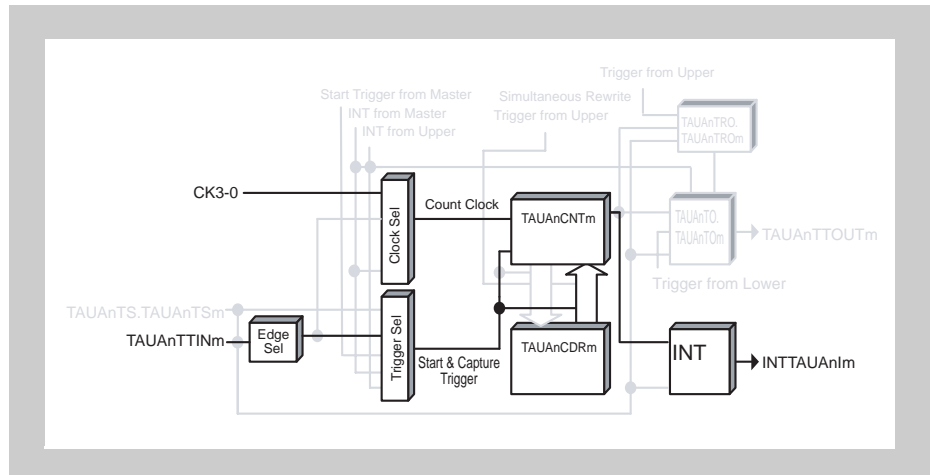 Trigger from Upper
Start Trigger from Master
Simultaneous Rewrite
INT from Master
Trigger from Upper
INT from Upper
TAUAnTRO.
TAUAnTROm
CK3-0
Clock Sel
Count Clock
TAUAnCNTm
TAUAnTO.
TAUAnTOm
TAUAnTTOUTm
Trigger from Lower
TAUAnTS.TAUAnTSm
TAUAnTTINm
Edge
Sel
Trigger Sel
Start & Capture
Trigger
TAUAnCDRm
INT
INTTAUAnIm